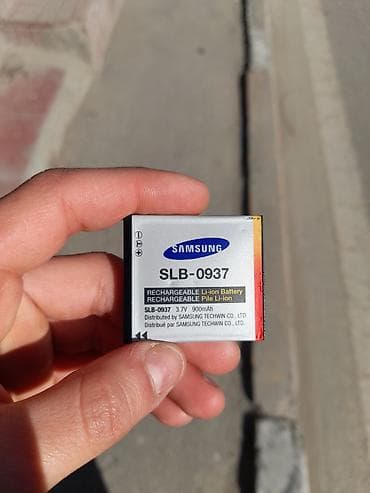 SAMSUNG
SLB-0937
RECHARGEABLE Li-ion Battery
RECHARGEABLE Pile Li-ion
SLB-0937 3.7V 900mAh
Distributed by SAMSUNG TECHWIN CO., LTD.
Distribué par SAMSUNG TECHWIN CO., LTD.